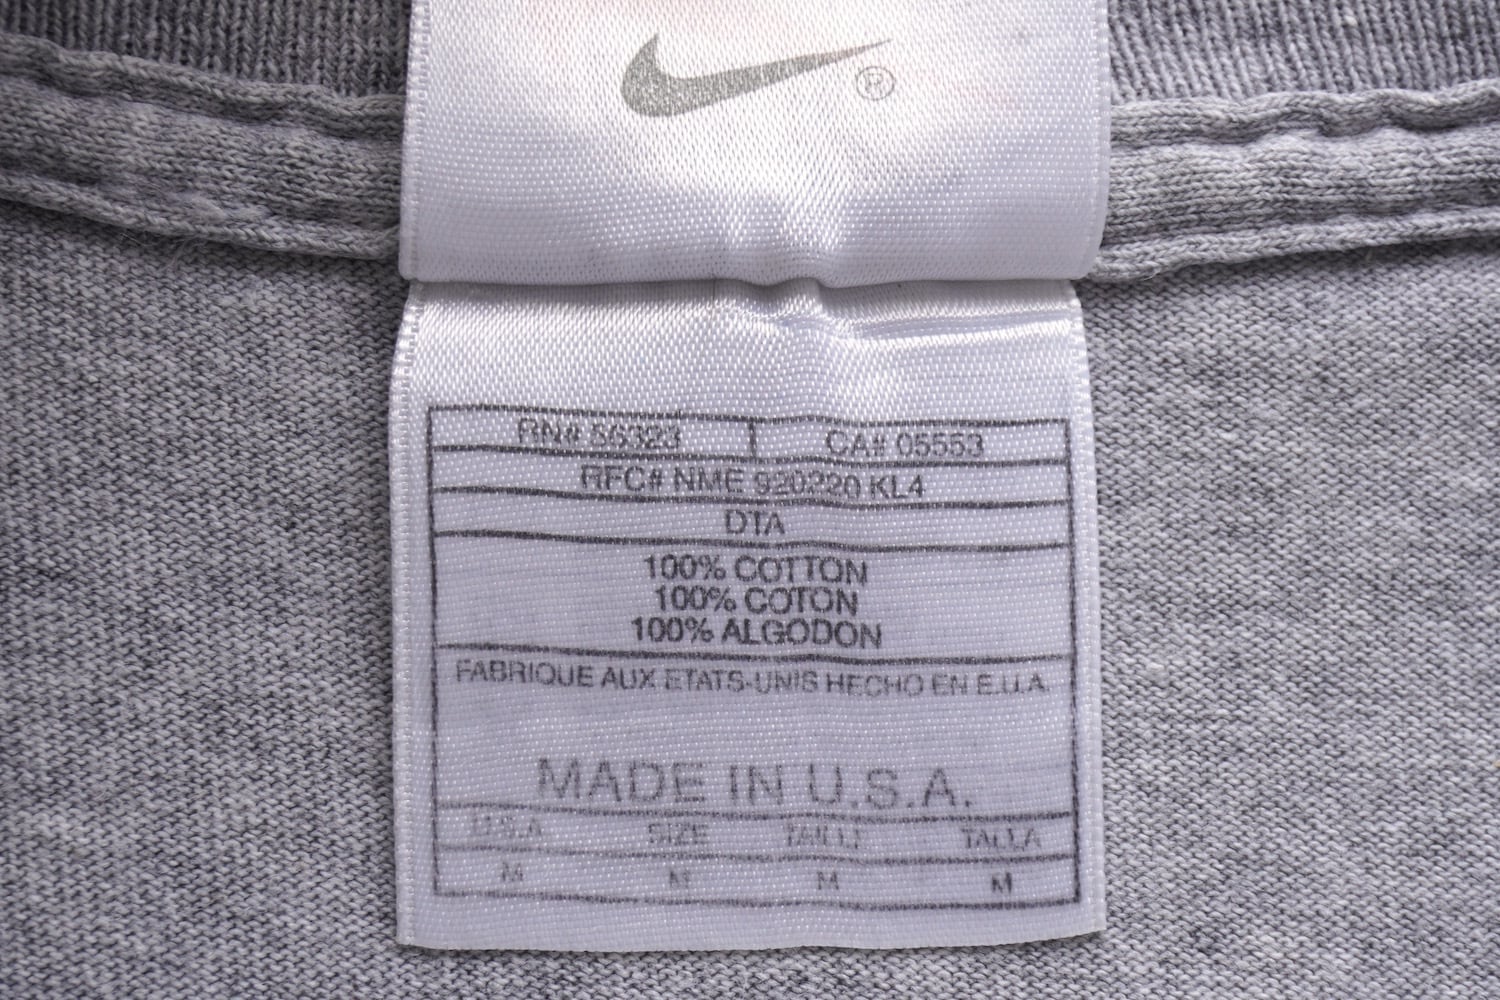 ®
RN# 56323 CA# 05553
RFC# NME 920220 KL4
DTA
100% COTTON
100% COTON
100% ALGODON
FABRIQUE AUX ETATS-UNIS HECHO EN E.U.A.
MADE IN U.S.A.
U.S.A SIZE TAILLE TALLA
M M M M